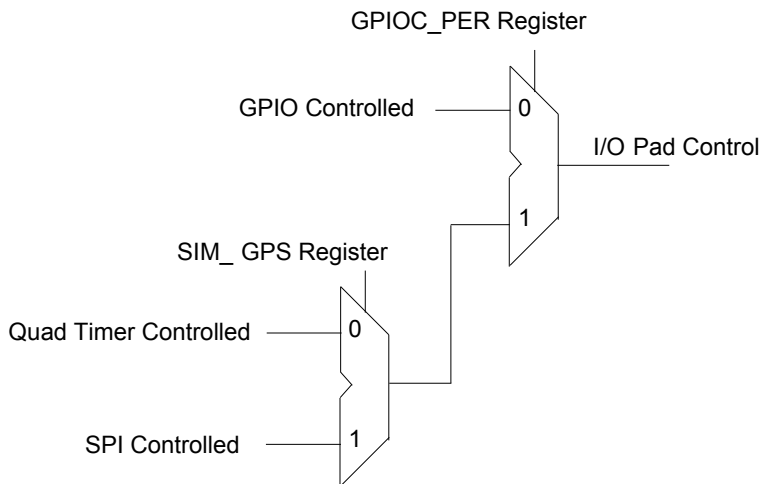 GPIOC_PER Register
GPIO Controlled
0
I/O Pad Control
1
SIM_ GPS Register
Quad Timer Controlled
0
SPI Controlled
1